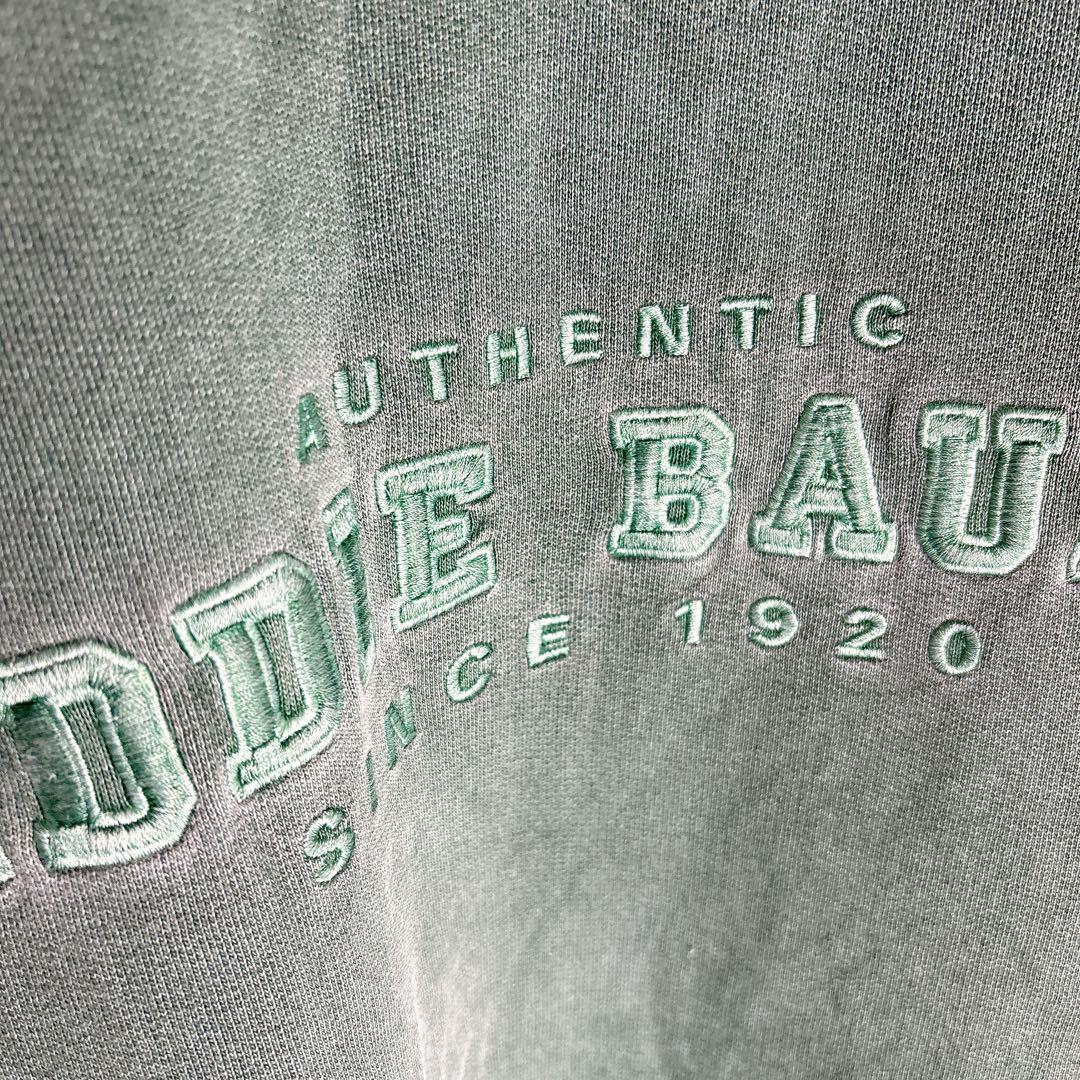 AUTHENTIC
DDIE BAU
SINCE 1920